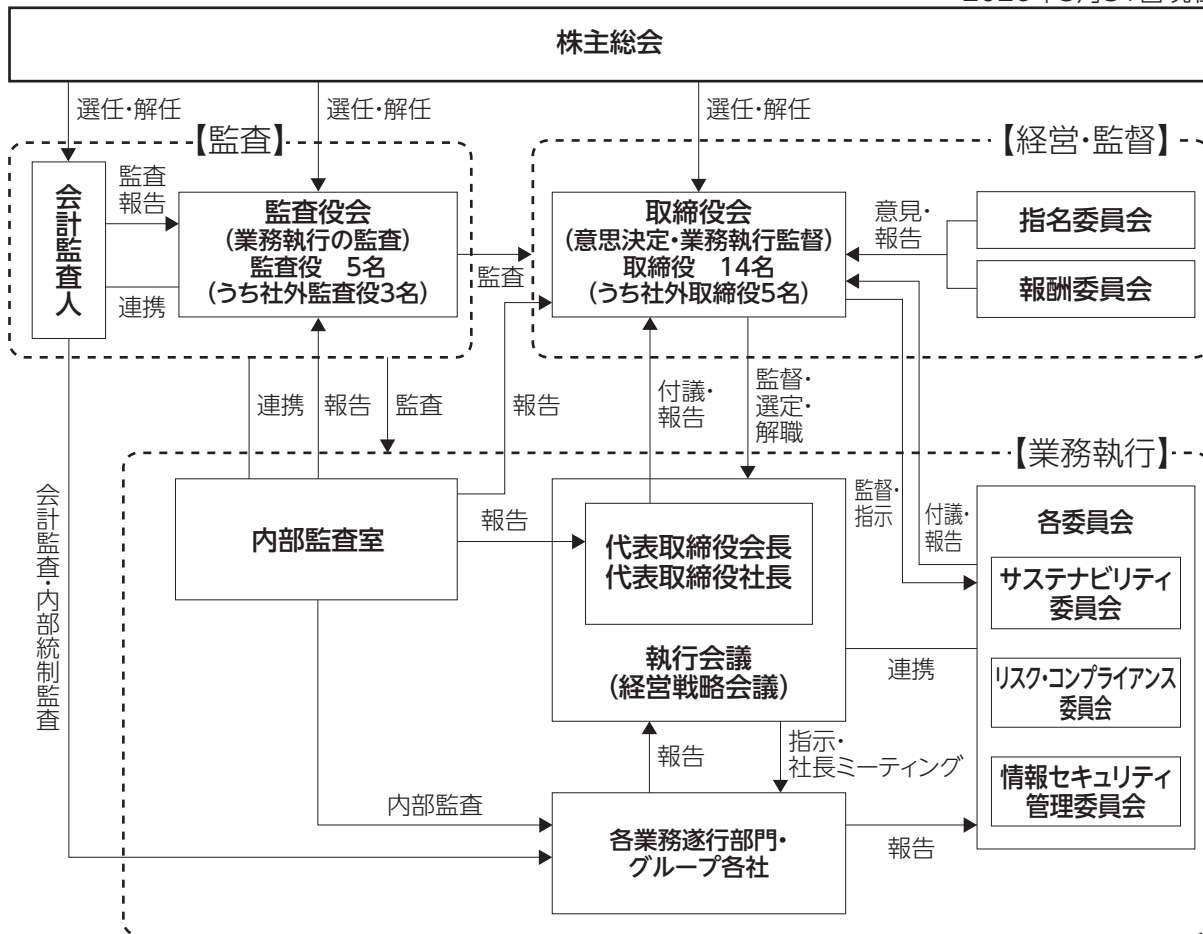 株主総会
選任・解任
選任・解任
選任・解任
【監査】
【経営・監督】
会計監査人
監査
報告
連携
監査役会
(業務執行の監査)
監査役 5名
(うち社外監査役3名)
監査
取締役会
(意思決定・業務執行監督)
取締役 14名
(うち社外取締役5名)
意見・
報告
指名委員会
報酬委員会
連携
報告
監査
報告
付議・
報告
監督・
選定・
解職
【業務執行】
会計監査・内部統制監査
内部監査室
報告
代表取締役会長
代表取締役社長
執行会議
(経営戦略会議)
監督・
指示
付議・
報告
各委員会
サステナビリティ
委員会
リスク・コンプライアンス
委員会
情報セキュリティ
管理委員会
連携
報告
指示・
社長ミーティング
内部監査
各業務遂行部門・
グループ各社
報告